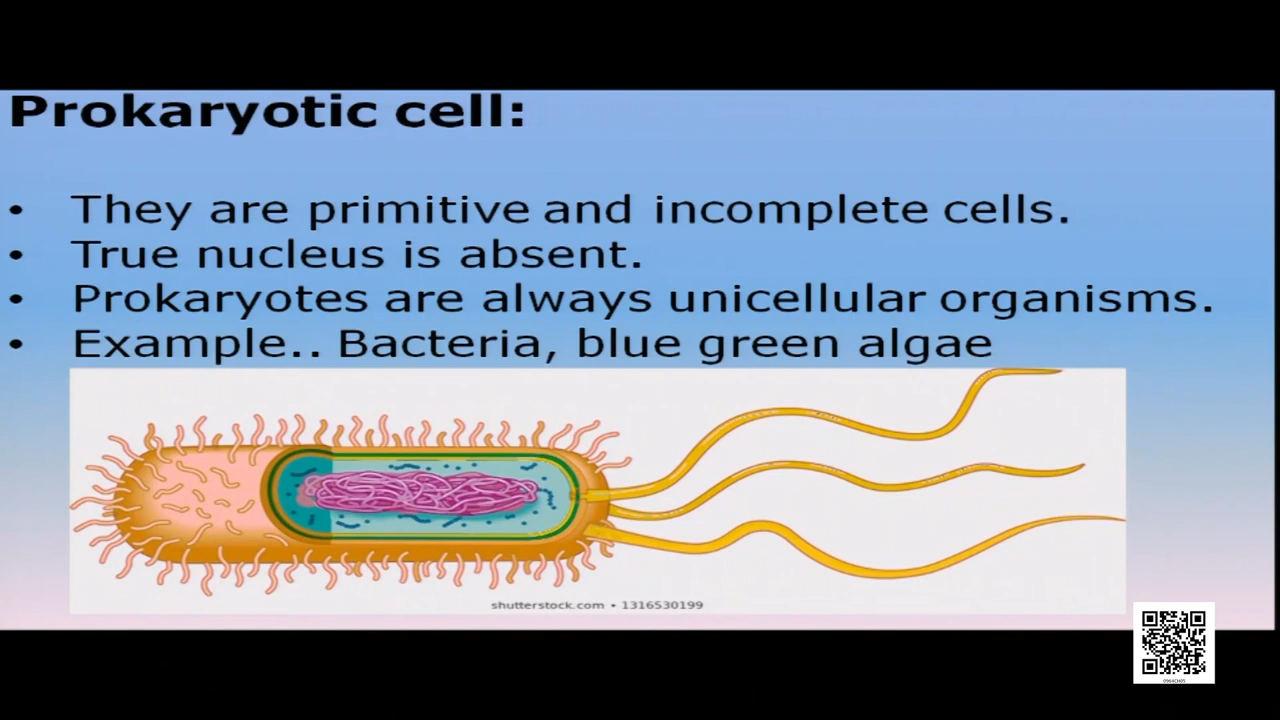 Prokaryotic cell:
• They are primitive and incomplete cells.
• True nucleus is absent.
• Prokaryotes are always unicellular organisms.
• Example.. Bacteria, blue green algae
shutterstock.com • 1316530199
0964CH05